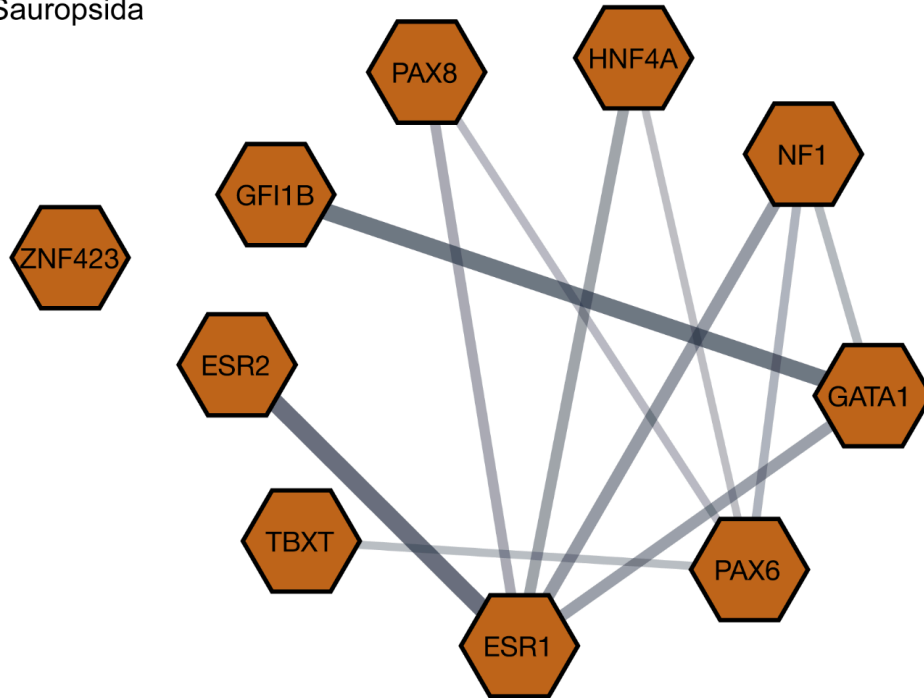 Sauropsida
PAX8
HNF4A
NF1
GFI1B
ZNF423
ESR2
GATA1
TBXT
PAX6
ESR1